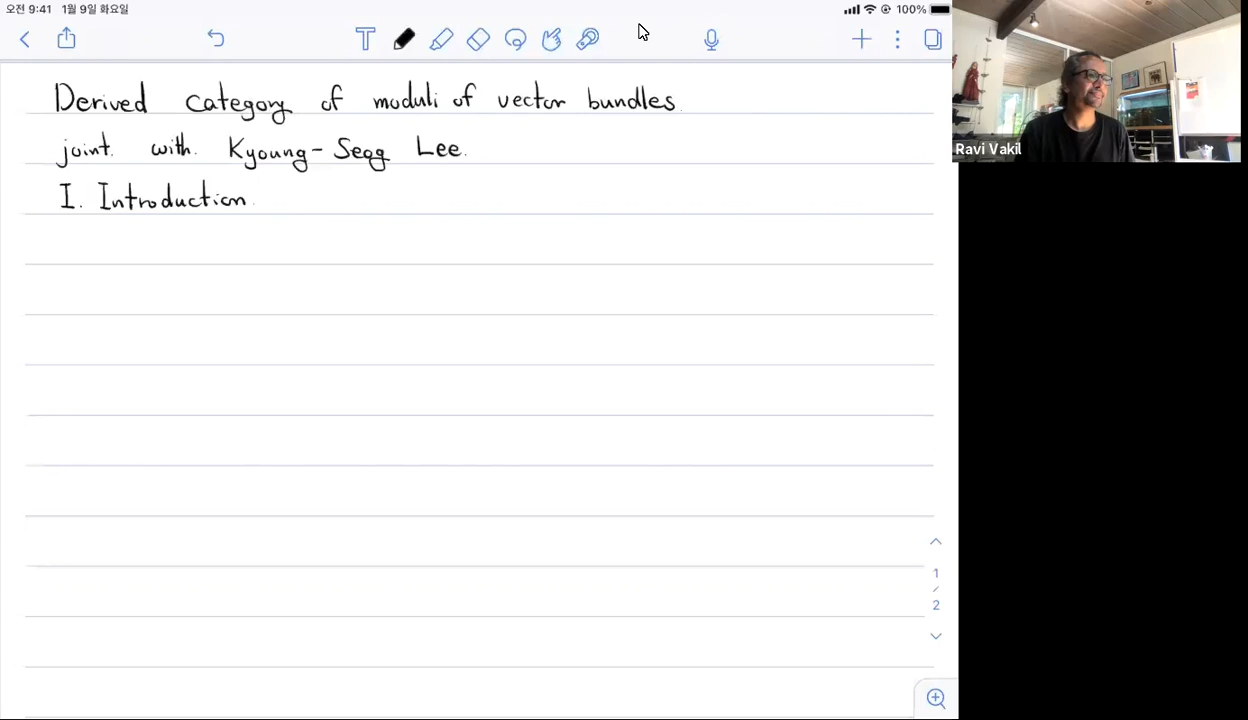 오전 9:41 1월 9일 화요일 100%
Derived category of moduli of vector bundles.
joint. with. Kyoung-Seog Lee.
I. Introduction.
Ravi Vakil
1
/
2